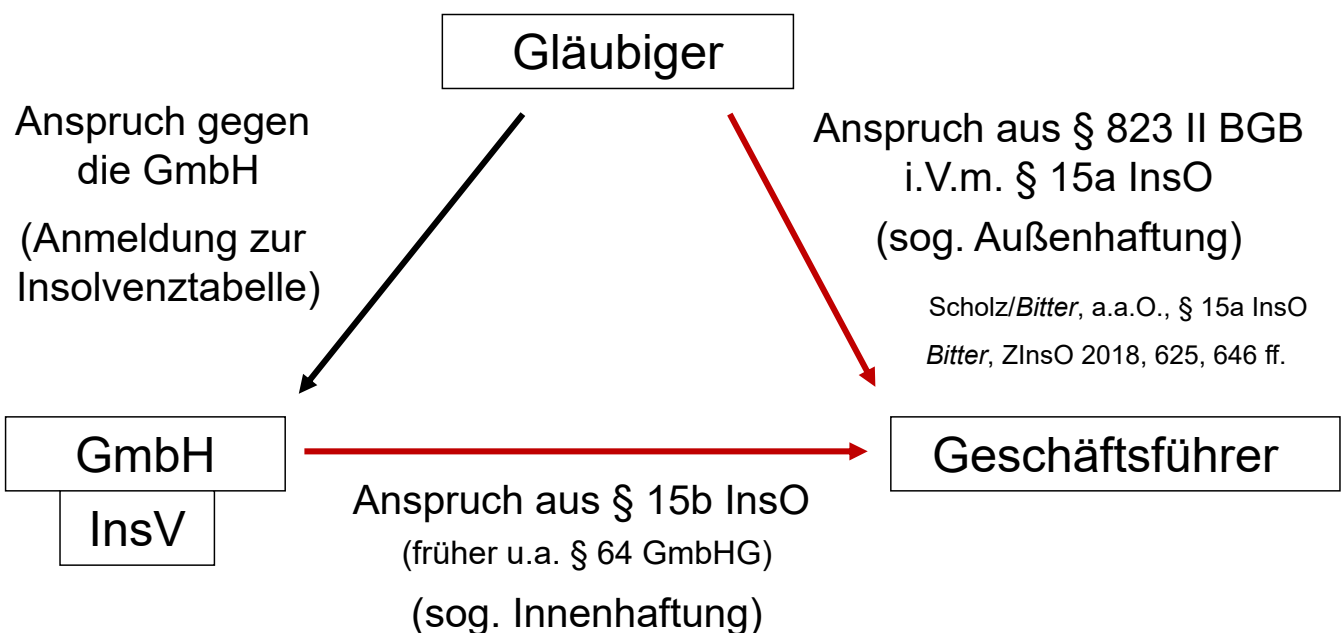 Gläubiger
Anspruch gegen
die GmbH
(Anmeldung zur
Insolvenztabelle)
Anspruch aus § 823 II BGB
i.V.m. § 15a InsO
(sog. Außenhaftung)
Scholz/Bitter, a.a.O., § 15a InsO
Bitter, ZInsO 2018, 625, 646 ff.
GmbH
InsV
Geschäftsführer
Anspruch aus § 15b InsO
(früher u.a. § 64 GmbHG)
(sog. Innenhaftung)